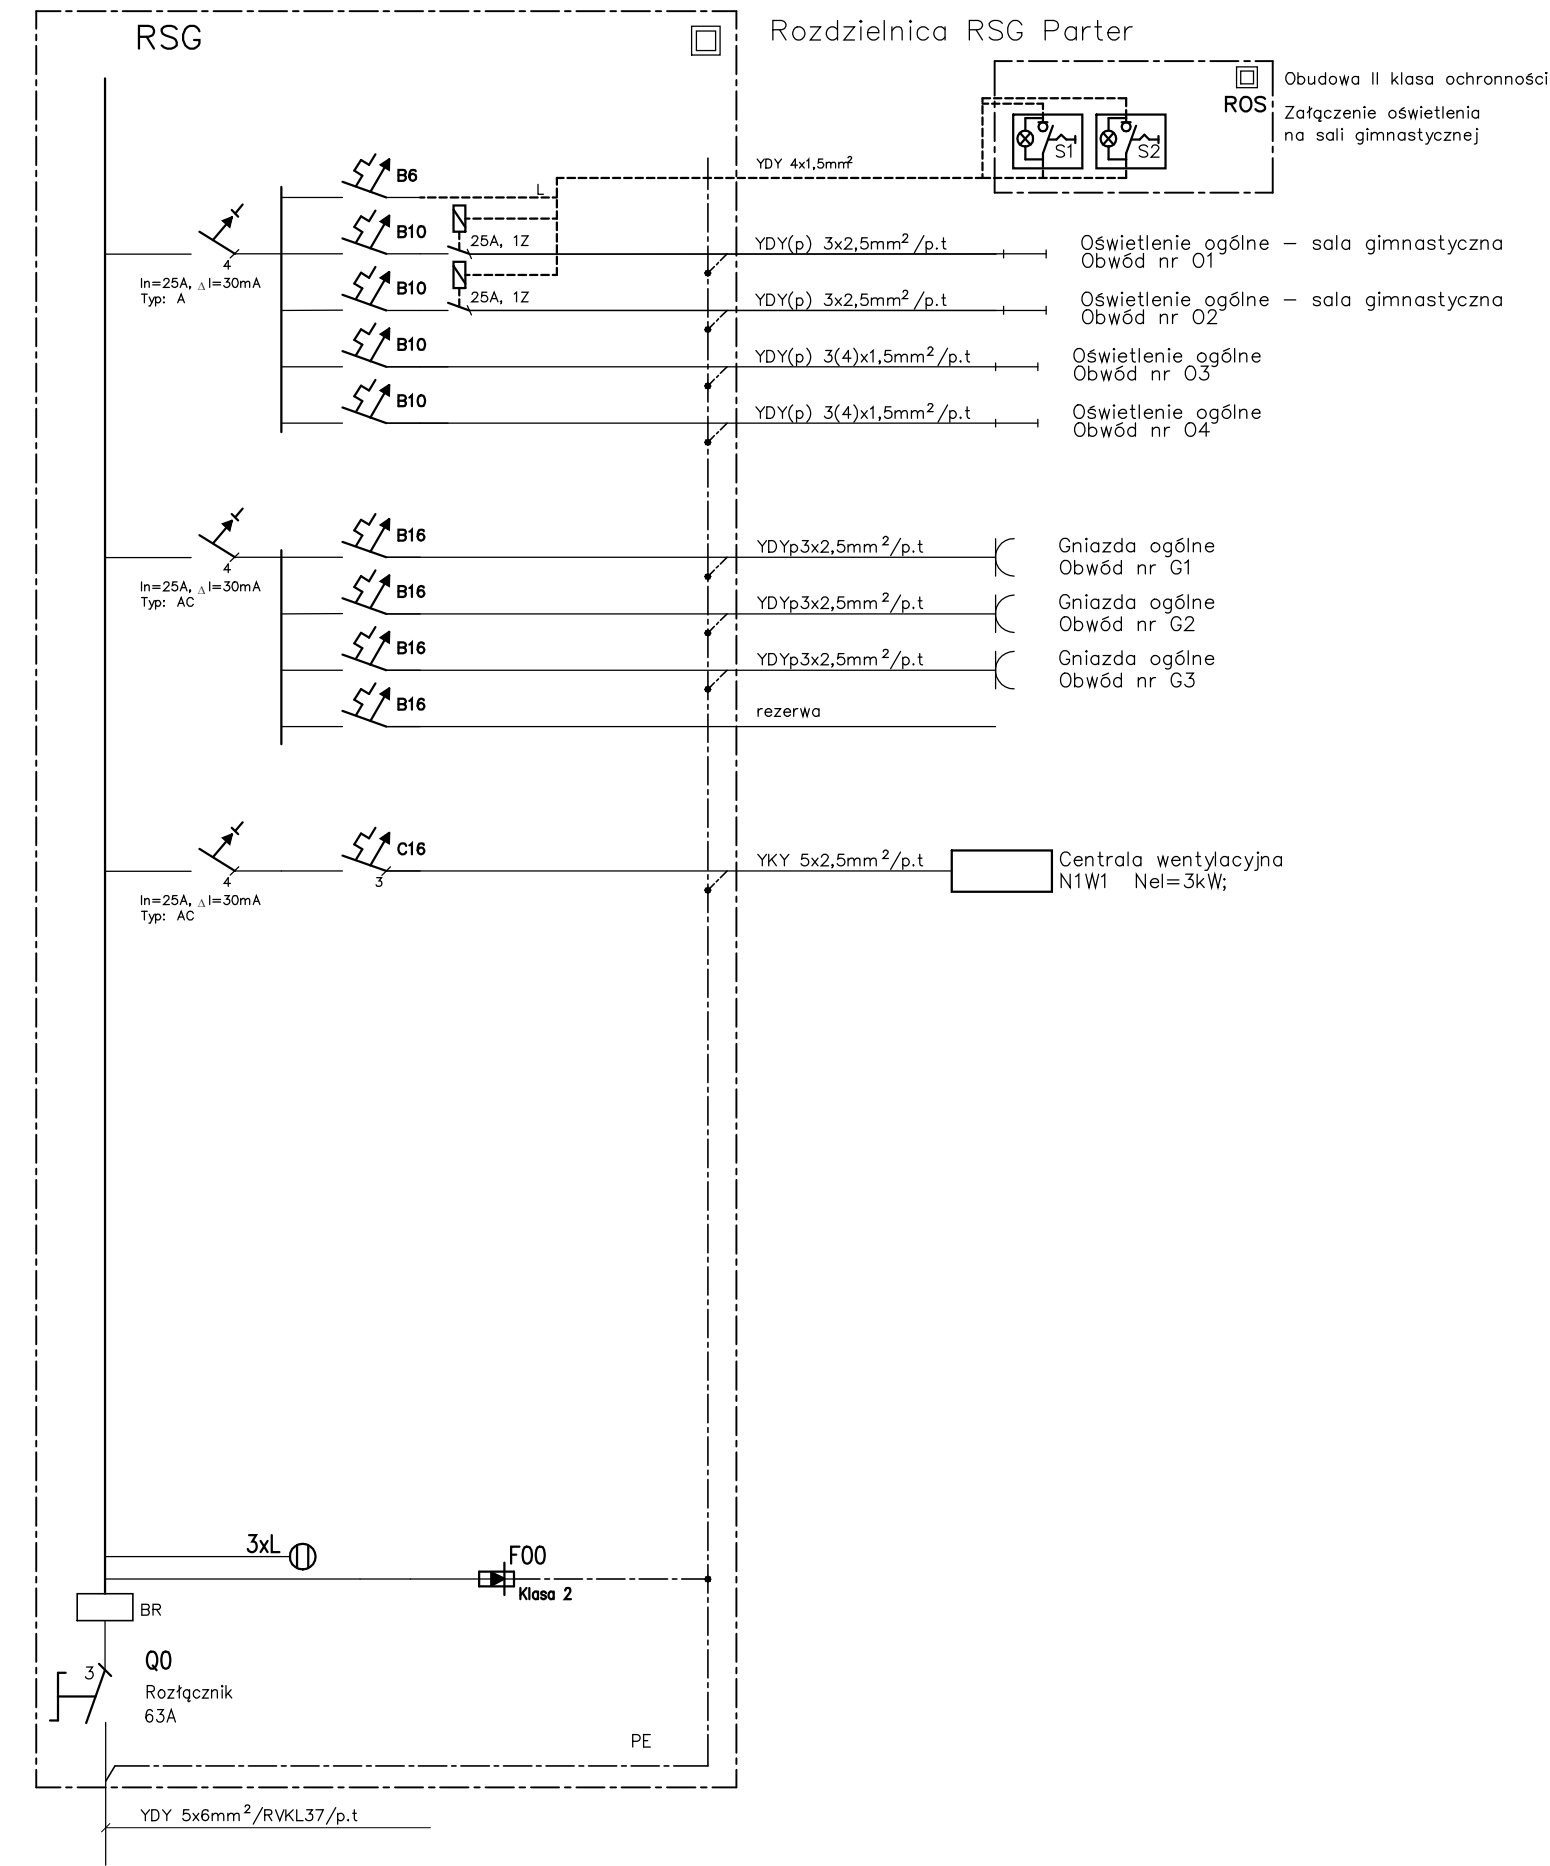 RSG
Rozdzielnica RSG Parter
Obudowa II klasa ochronności
ROS
Załączenie oświetlenia
na sali gimnastycznej
S1
S2
YDY 4x1,5mm²
B6
L
B10
25A, 1Z
4
In=25A, △I=30mA
Typ: A
YDY(p) 3x2,5mm²/p.t
Oświetlenie ogólne – sala gimnastyczna
Obwód nr O1
B10
25A, 1Z
YDY(p) 3x2,5mm²/p.t
Oświetlenie ogólne – sala gimnastyczna
Obwód nr O2
B10
YDY(p) 3(4)x1,5mm²/p.t
Oświetlenie ogólne
Obwód nr O3
B10
YDY(p) 3(4)x1,5mm²/p.t
Oświetlenie ogólne
Obwód nr O4
B16
4
In=25A, △I=30mA
Typ: AC
YDYp3x2,5mm²/p.t
Gniazda ogólne
Obwód nr G1
B16
YDYp3x2,5mm²/p.t
Gniazda ogólne
Obwód nr G2
B16
YDYp3x2,5mm²/p.t
Gniazda ogólne
Obwód nr G3
B16
rezerwa
C16
4
3
In=25A, △I=30mA
Typ: AC
YKY 5x2,5mm²/p.t
Centrala wentylacyjna
N1W1 Nel=3kW;
3xL
F00
Klasa 2
BR
Q0
3
Rozłącznik
63A
PE
YDY 5x6mm²/RVKL37/p.t